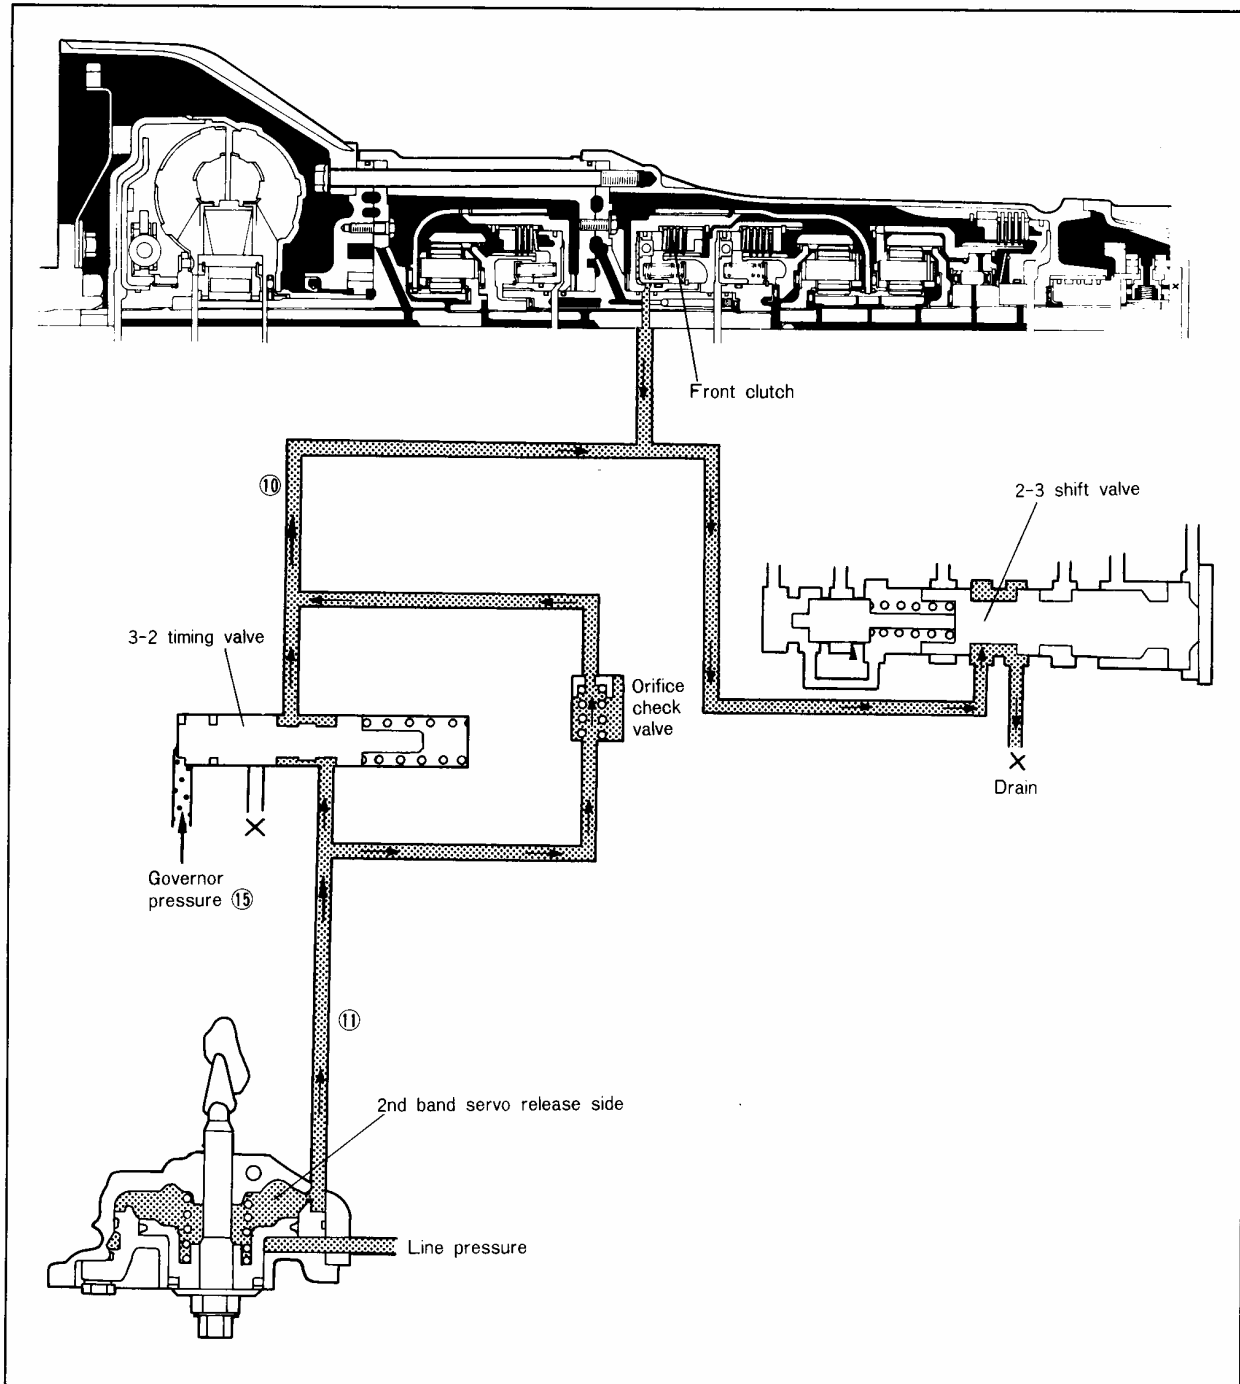 Front clutch
⑩
2-3 shift valve
3-2 timing valve
Orifice
check
valve
Drain
Governor
pressure ⑮
⑪
2nd band servo release side
Line pressure